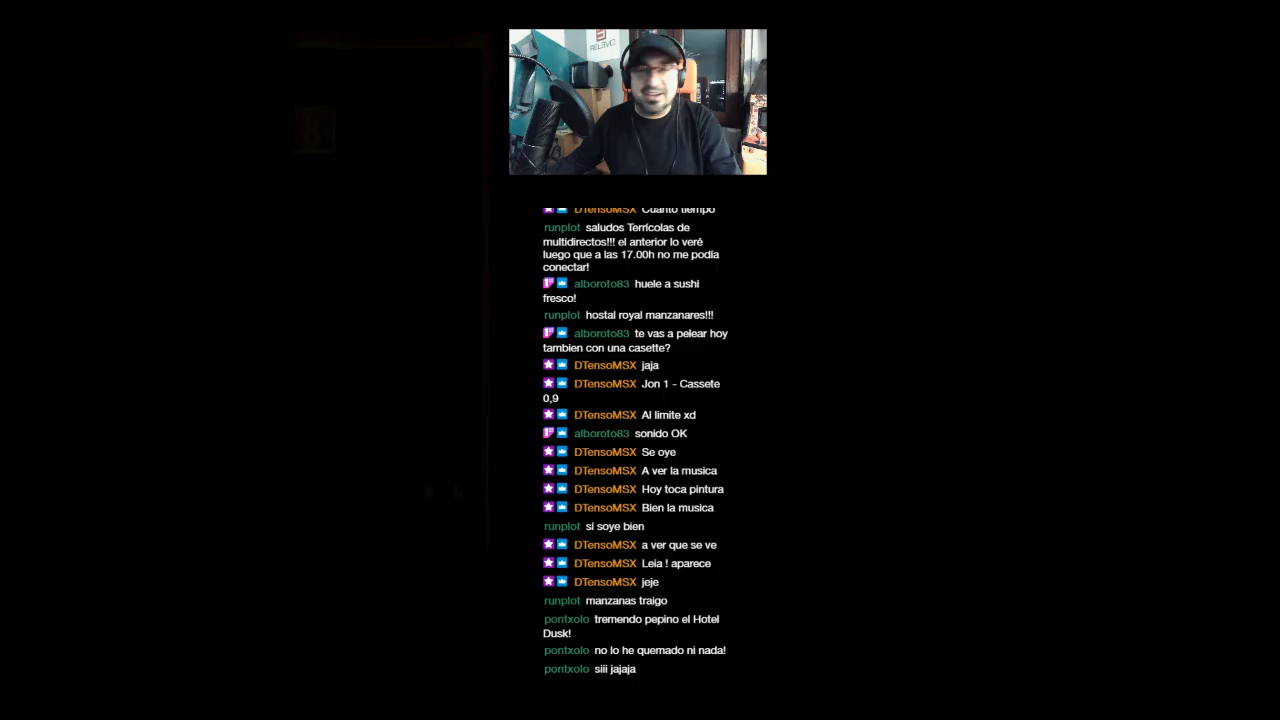 RELEVO
DTensoMSX Cuanto tiempo
runplot saludos Terrícolas de
multidirectos!!! el anterior lo veré
luego que a las 17.00h no me podía
conectar!
alboroto83 huele a sushi
fresco!
runplot hostal royal manzanares!!!
alboroto83 te vas a pelear hoy
tambien con una casette?
DTensoMSX jaja
DTensoMSX Jon 1 - Cassete
0,9
DTensoMSX Al limite xd
alboroto83 sonido OK
DTensoMSX Se oye
DTensoMSX A ver la musica
DTensoMSX Hoy toca pintura
DTensoMSX Bien la musica
runplot sí soye bien
DTensoMSX a ver que se ve
DTensoMSX Leia ! aparece
DTensoMSX jeje
runplot manzanas traigo
pontxolo tremendo pepino el Hotel
Dusk!
pontxolo no lo he quemado ni nada!
pontxolo siii jajaja